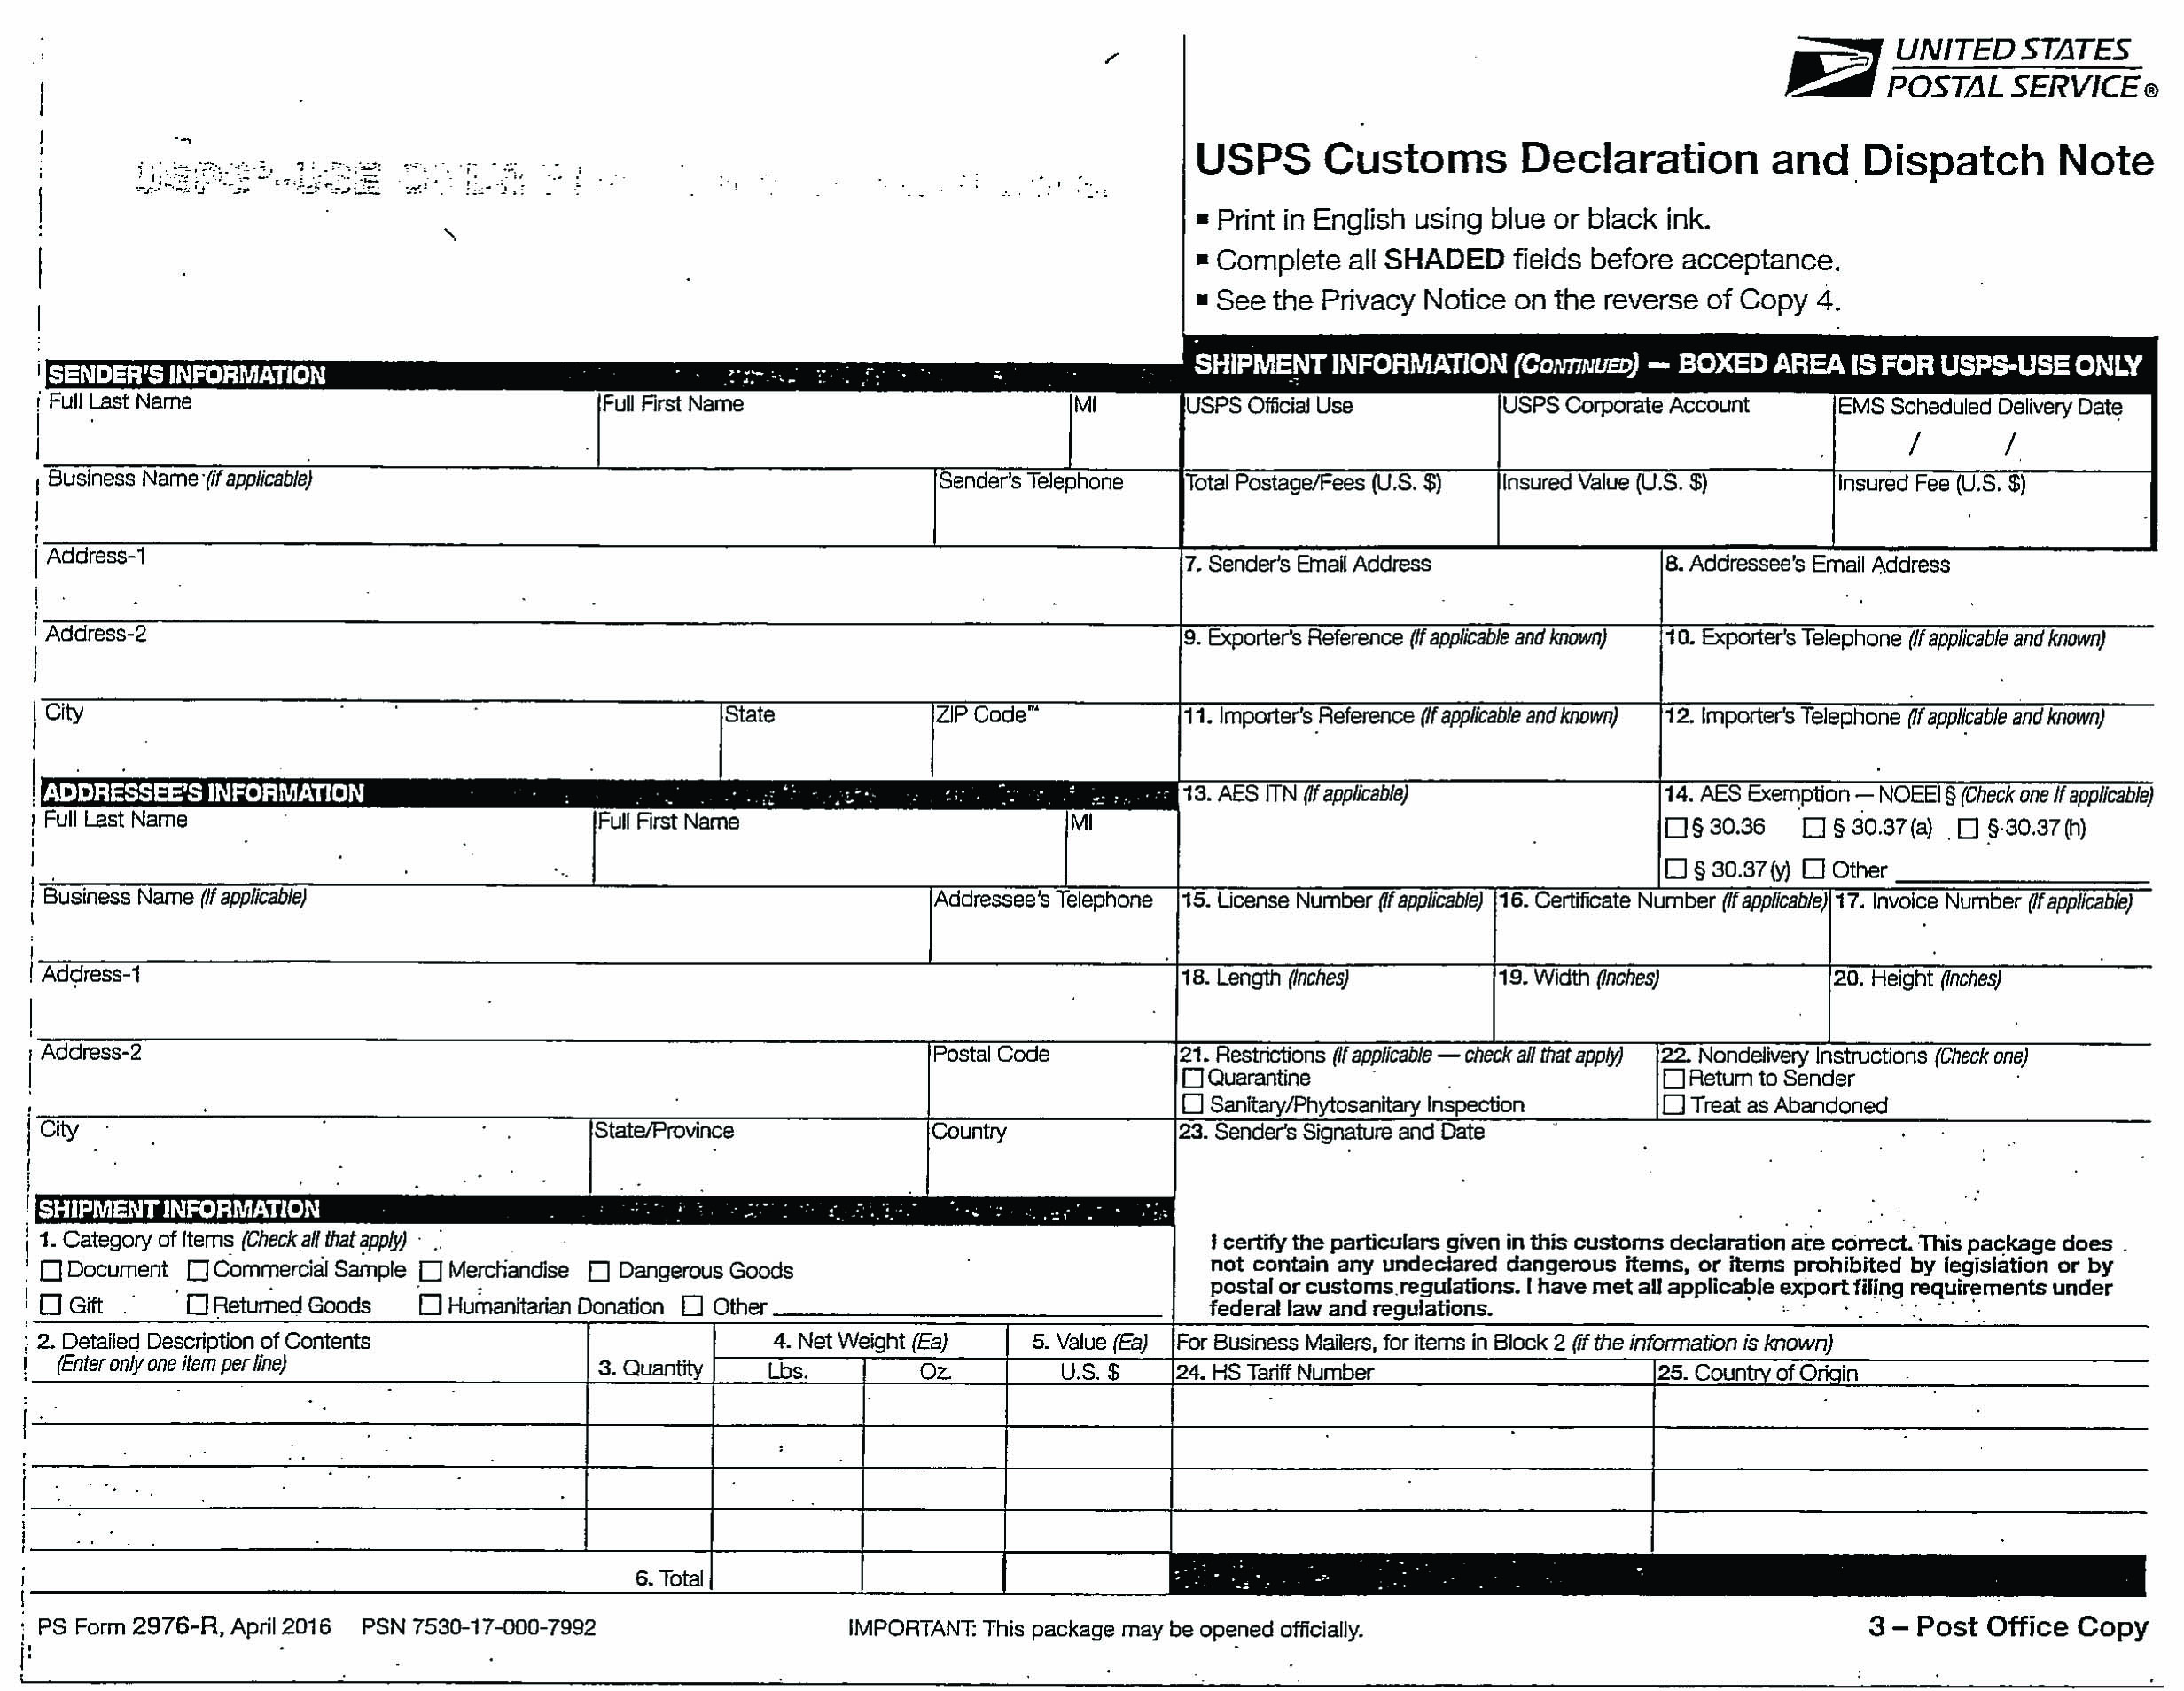 UNITED STATES
POSTAL SERVICE®
USPS Customs Declaration and Dispatch Note
▪ Print in English using blue or black ink.
▪ Complete all SHADED fields before acceptance.
▪ See the Privacy Notice on the reverse of Copy 4.
SENDER'S INFORMATION
Full Last Name Full First Name MI
Business Name (if applicable) Sender's Telephone
Address-1
Address-2
City State ZIP Code™
ADDRESSEE'S INFORMATION
Full Last Name Full First Name MI
Business Name (If applicable) Addressee's Telephone
Address-1
Address-2 Postal Code
City State/Province Country
SHIPMENT INFORMATION
1. Category of Items (Check all that apply)
Document Commercial Sample Merchandise Dangerous Goods
Gift Returned Goods Humanitarian Donation Other
2. Detailed Description of Contents
(Enter only one item per line) 3. Quantity 4. Net Weight (Ea) Lbs. Oz. 5. Value (Ea) U.S. $
6. Total
SHIPMENT INFORMATION (CONTINUED) — BOXED AREA IS FOR USPS-USE ONLY
USPS Official Use USPS Corporate Account EMS Scheduled Delivery Date
/ /
Total Postage/Fees (U.S. $) Insured Value (U.S. $) Insured Fee (U.S. $)
7. Sender's Email Address 8. Addressee's Email Address
9. Exporter's Reference (If applicable and known) 10. Exporter's Telephone (If applicable and known)
11. Importer's Reference (If applicable and known) 12. Importer's Telephone (If applicable and known)
13. AES ITN (If applicable) 14. AES Exemption — NOEEI § (Check one If applicable)
§ 30.36 § 30.37 (a) § 30.37 (h)
§ 30.37 (y) Other
15. License Number (If applicable) 16. Certificate Number (If applicable) 17. Invoice Number (If applicable)
18. Length (Inches) 19. Width (Inches) 20. Height (Inches)
21. Restrictions (If applicable — check all that apply) 22. Nondelivery Instructions (Check one)
Quarantine Return to Sender
Sanitary/Phytosanitary Inspection Treat as Abandoned
23. Sender's Signature and Date
I certify the particulars given in this customs declaration are correct. This package does
not contain any undeclared dangerous items, or items prohibited by legislation or by
postal or customs regulations. I have met all applicable export filing requirements under
federal law and regulations.
For Business Mailers, for items in Block 2 (if the information is known)
24. HS Tariff Number 25. Country of Origin
PS Form 2976-R, April 2016 PSN 7530-17-000-7992 IMPORTANT: This package may be opened officially. 3 – Post Office Copy